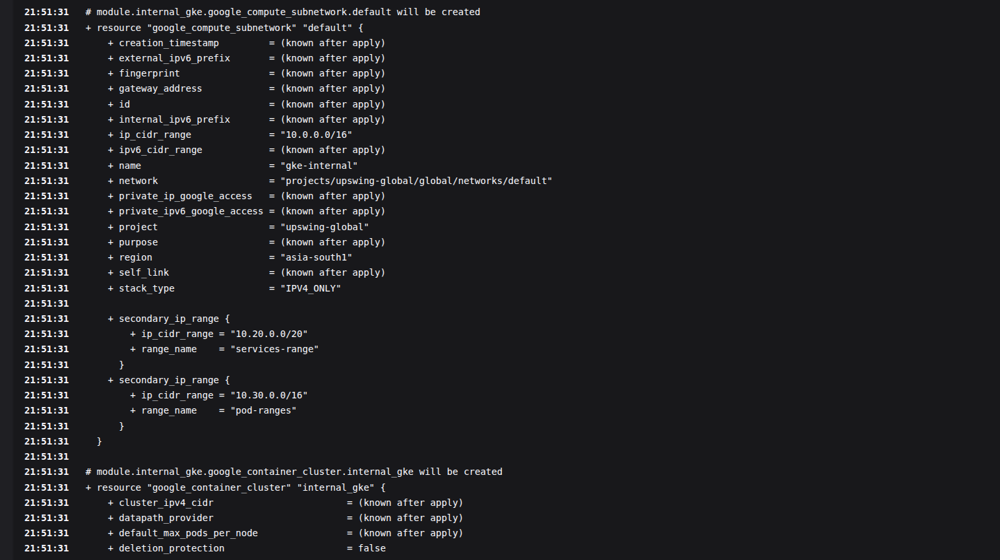 21:51:31   # module.internal_gke.google_compute_subnetwork.default will be created
21:51:31   + resource "google_compute_subnetwork" "default" {
21:51:31       + creation_timestamp         = (known after apply)
21:51:31       + external_ipv6_prefix       = (known after apply)
21:51:31       + fingerprint                = (known after apply)
21:51:31       + gateway_address            = (known after apply)
21:51:31       + id                         = (known after apply)
21:51:31       + internal_ipv6_prefix       = (known after apply)
21:51:31       + ip_cidr_range              = "10.0.0.0/16"
21:51:31       + ipv6_cidr_range            = (known after apply)
21:51:31       + name                       = "gke-internal"
21:51:31       + network                    = "projects/upswing-global/global/networks/default"
21:51:31       + private_ip_google_access   = (known after apply)
21:51:31       + private_ipv6_google_access = (known after apply)
21:51:31       + project                    = "upswing-global"
21:51:31       + purpose                    = (known after apply)
21:51:31       + region                     = "asia-south1"
21:51:31       + self_link                  = (known after apply)
21:51:31       + stack_type                 = "IPV4_ONLY"
21:51:31
21:51:31       + secondary_ip_range {
21:51:31           + ip_cidr_range = "10.20.0.0/20"
21:51:31           + range_name    = "services-range"
21:51:31         }
21:51:31       + secondary_ip_range {
21:51:31           + ip_cidr_range = "10.30.0.0/16"
21:51:31           + range_name    = "pod-ranges"
21:51:31         }
21:51:31     }
21:51:31
21:51:31   # module.internal_gke.google_container_cluster.internal_gke will be created
21:51:31   + resource "google_container_cluster" "internal_gke" {
21:51:31       + cluster_ipv4_cidr                        = (known after apply)
21:51:31       + datapath_provider                        = (known after apply)
21:51:31       + default_max_pods_per_node                = (known after apply)
21:51:31       + deletion_protection                      = false